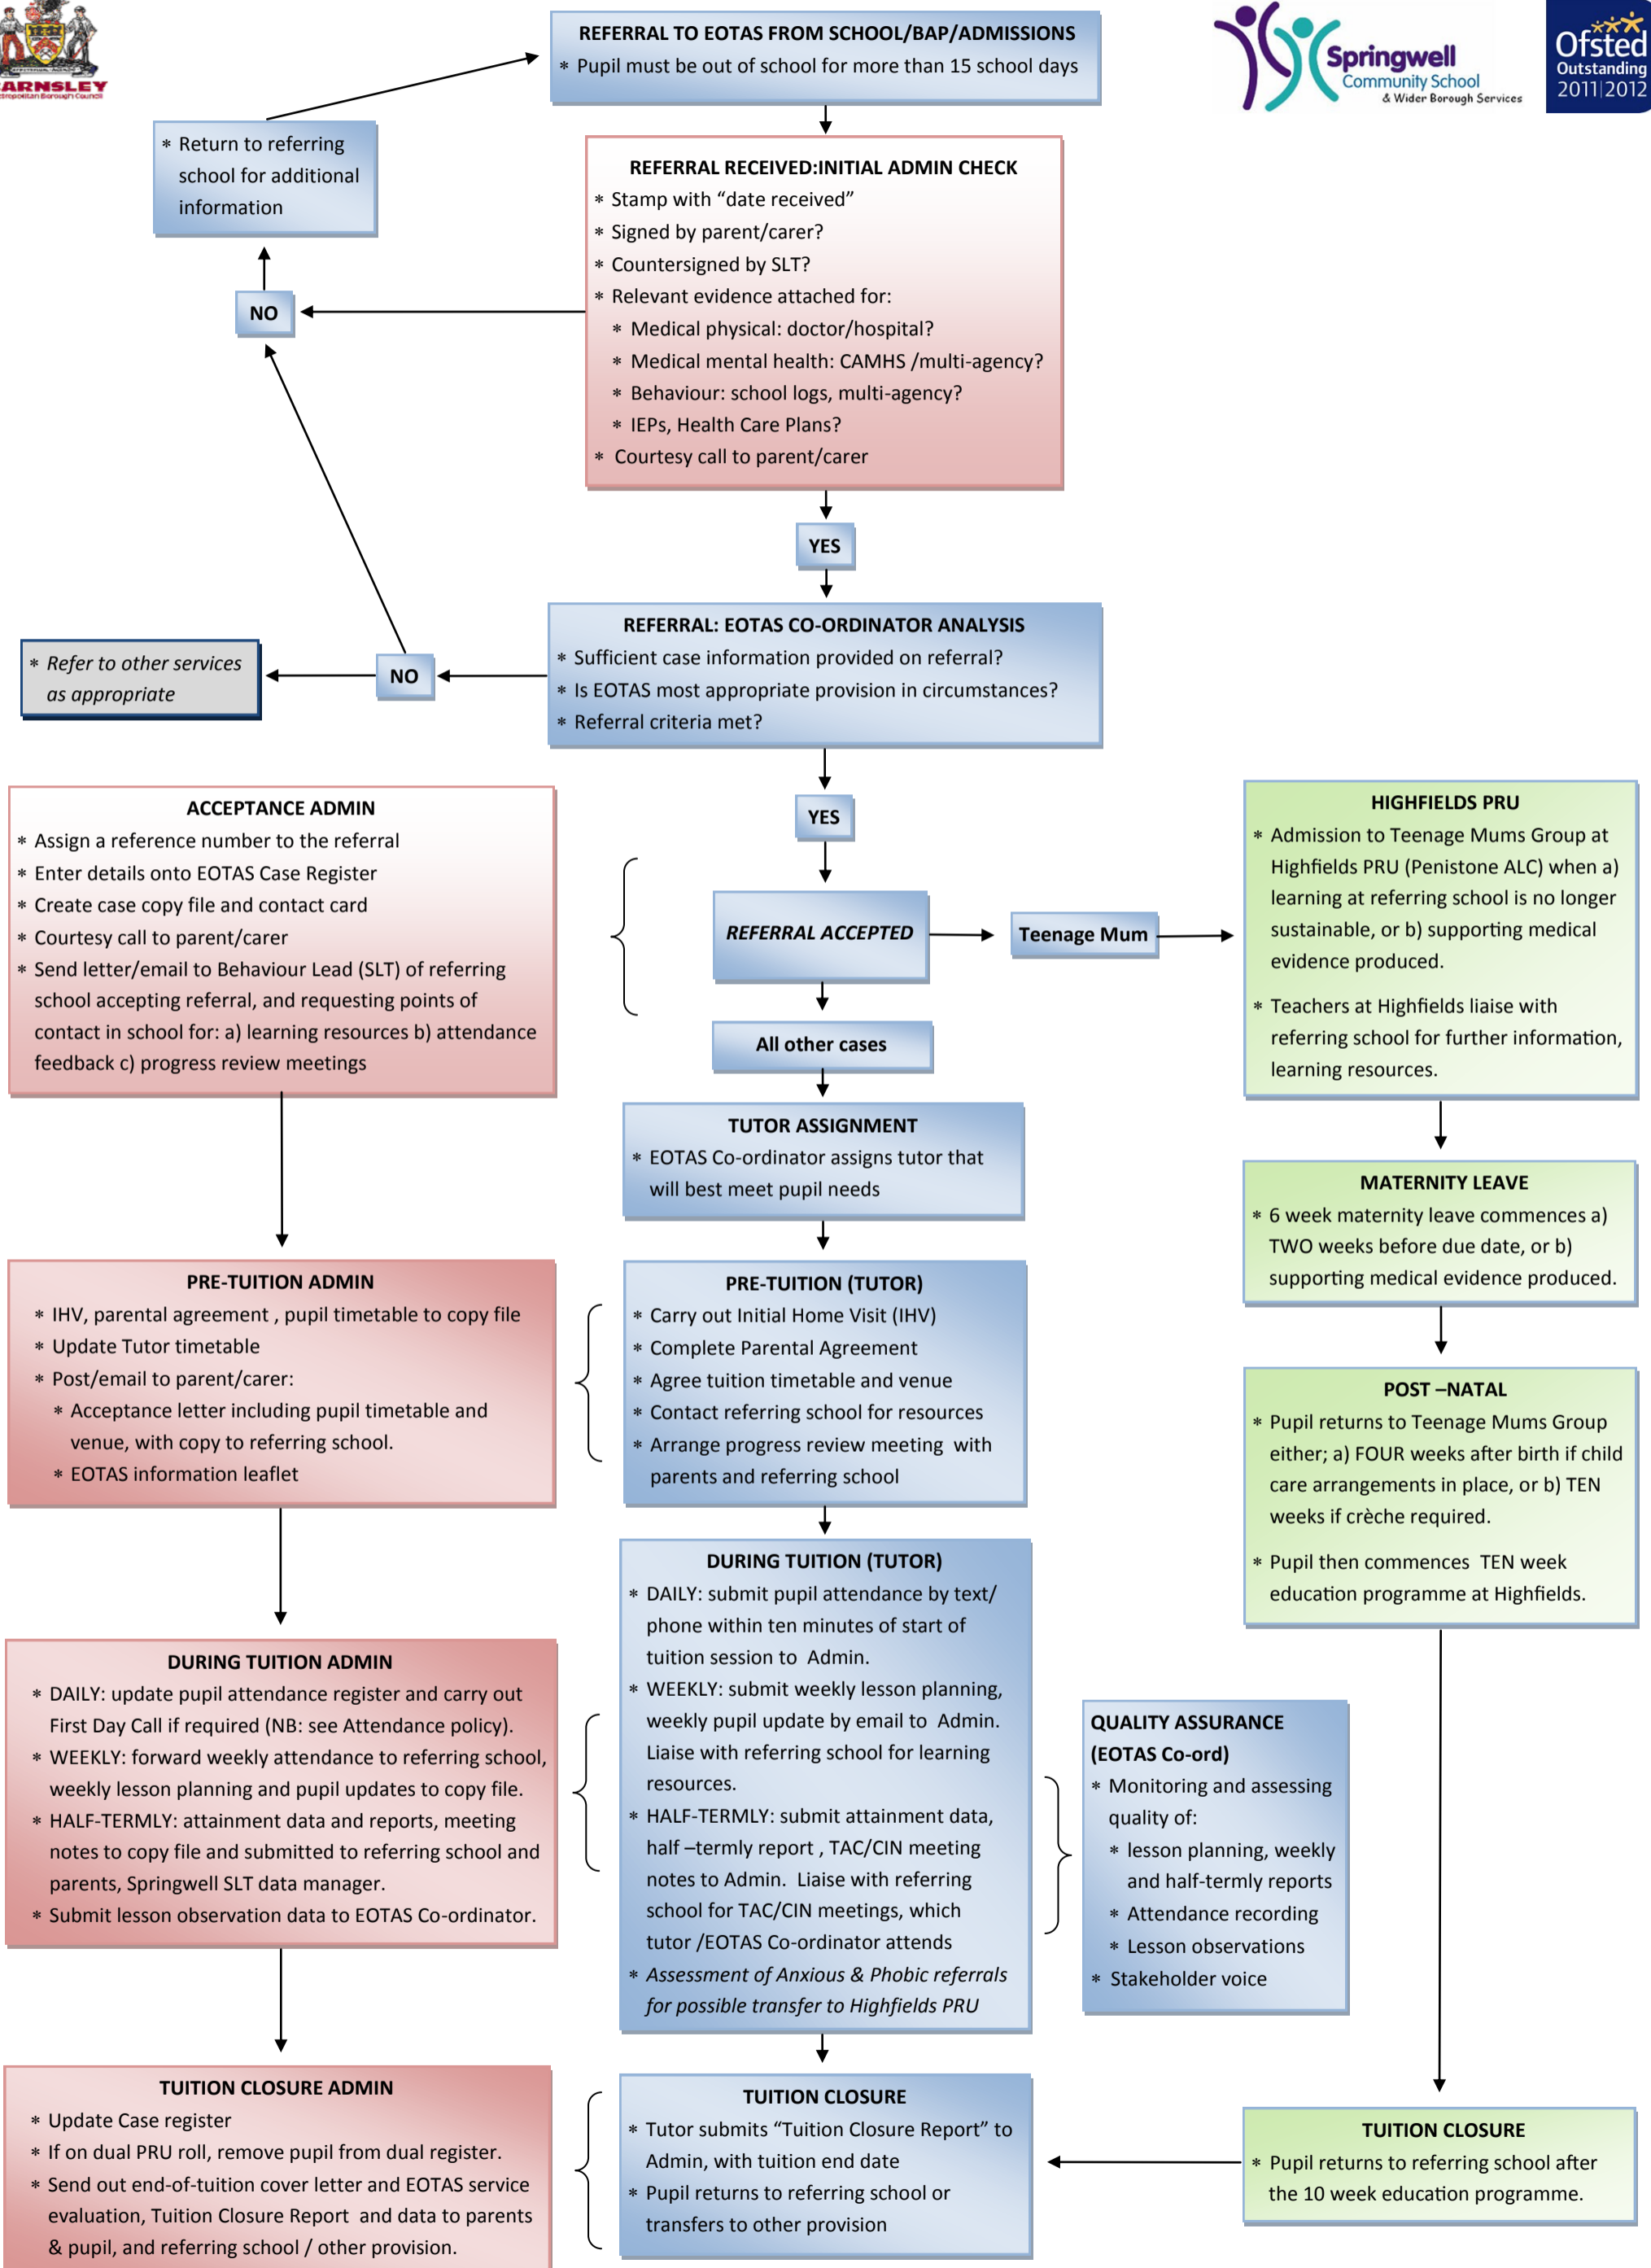 BARNSLEY
Metropolitan Borough Council
Springwell
Community School
& Wider Borough Services
Ofsted
Outstanding
2011|2012
REFERRAL TO EOTAS FROM SCHOOL/BAP/ADMISSIONS
* Pupil must be out of school for more than 15 school days
* Return to referring
school for additional
information
REFERRAL RECEIVED:INITIAL ADMIN CHECK
* Stamp with “date received”
* Signed by parent/carer?
* Countersigned by SLT?
* Relevant evidence attached for:
* Medical physical: doctor/hospital?
* Medical mental health: CAMHS /multi-agency?
* Behaviour: school logs, multi-agency?
* IEPs, Health Care Plans?
* Courtesy call to parent/carer
NO
YES
REFERRAL: EOTAS CO-ORDINATOR ANALYSIS
* Sufficient case information provided on referral?
* Is EOTAS most appropriate provision in circumstances?
* Referral criteria met?
NO
* Refer to other services
as appropriate
YES
REFERRAL ACCEPTED
Teenage Mum
All other cases
ACCEPTANCE ADMIN
* Assign a reference number to the referral
* Enter details onto EOTAS Case Register
* Create case copy file and contact card
* Courtesy call to parent/carer
* Send letter/email to Behaviour Lead (SLT) of referring
school accepting referral, and requesting points of
contact in school for: a) learning resources b) attendance
feedback c) progress review meetings
HIGHFIELDS PRU
* Admission to Teenage Mums Group at
Highfields PRU (Penistone ALC) when a)
learning at referring school is no longer
sustainable, or b) supporting medical
evidence produced.
* Teachers at Highfields liaise with
referring school for further information,
learning resources.
TUTOR ASSIGNMENT
* EOTAS Co-ordinator assigns tutor that
will best meet pupil needs
MATERNITY LEAVE
* 6 week maternity leave commences a)
TWO weeks before due date, or b)
supporting medical evidence produced.
PRE-TUITION ADMIN
* IHV, parental agreement , pupil timetable to copy file
* Update Tutor timetable
* Post/email to parent/carer:
* Acceptance letter including pupil timetable and
venue, with copy to referring school.
* EOTAS information leaflet
PRE-TUITION (TUTOR)
* Carry out Initial Home Visit (IHV)
* Complete Parental Agreement
* Agree tuition timetable and venue
* Contact referring school for resources
* Arrange progress review meeting with
parents and referring school
POST –NATAL
* Pupil returns to Teenage Mums Group
either; a) FOUR weeks after birth if child
care arrangements in place, or b) TEN
weeks if crèche required.
* Pupil then commences TEN week
education programme at Highfields.
DURING TUITION ADMIN
* DAILY: update pupil attendance register and carry out
First Day Call if required (NB: see Attendance policy).
* WEEKLY: forward weekly attendance to referring school,
weekly lesson planning and pupil updates to copy file.
* HALF-TERMLY: attainment data and reports, meeting
notes to copy file and submitted to referring school and
parents, Springwell SLT data manager.
* Submit lesson observation data to EOTAS Co-ordinator.
DURING TUITION (TUTOR)
* DAILY: submit pupil attendance by text/
phone within ten minutes of start of
tuition session to Admin.
* WEEKLY: submit weekly lesson planning,
weekly pupil update by email to Admin.
Liaise with referring school for learning
resources.
* HALF-TERMLY: submit attainment data,
half –termly report , TAC/CIN meeting
notes to Admin. Liaise with referring
school for TAC/CIN meetings, which
tutor /EOTAS Co-ordinator attends
* Assessment of Anxious & Phobic referrals
for possible transfer to Highfields PRU
QUALITY ASSURANCE
(EOTAS Co-ord)
* Monitoring and assessing
quality of:
* lesson planning, weekly
and half-termly reports
* Attendance recording
* Lesson observations
* Stakeholder voice
TUITION CLOSURE ADMIN
* Update Case register
* If on dual PRU roll, remove pupil from dual register.
* Send out end-of-tuition cover letter and EOTAS service
evaluation, Tuition Closure Report and data to parents
& pupil, and referring school / other provision.
TUITION CLOSURE
* Tutor submits “Tuition Closure Report” to
Admin, with tuition end date
* Pupil returns to referring school or
transfers to other provision
TUITION CLOSURE
* Pupil returns to referring school after
the 10 week education programme.